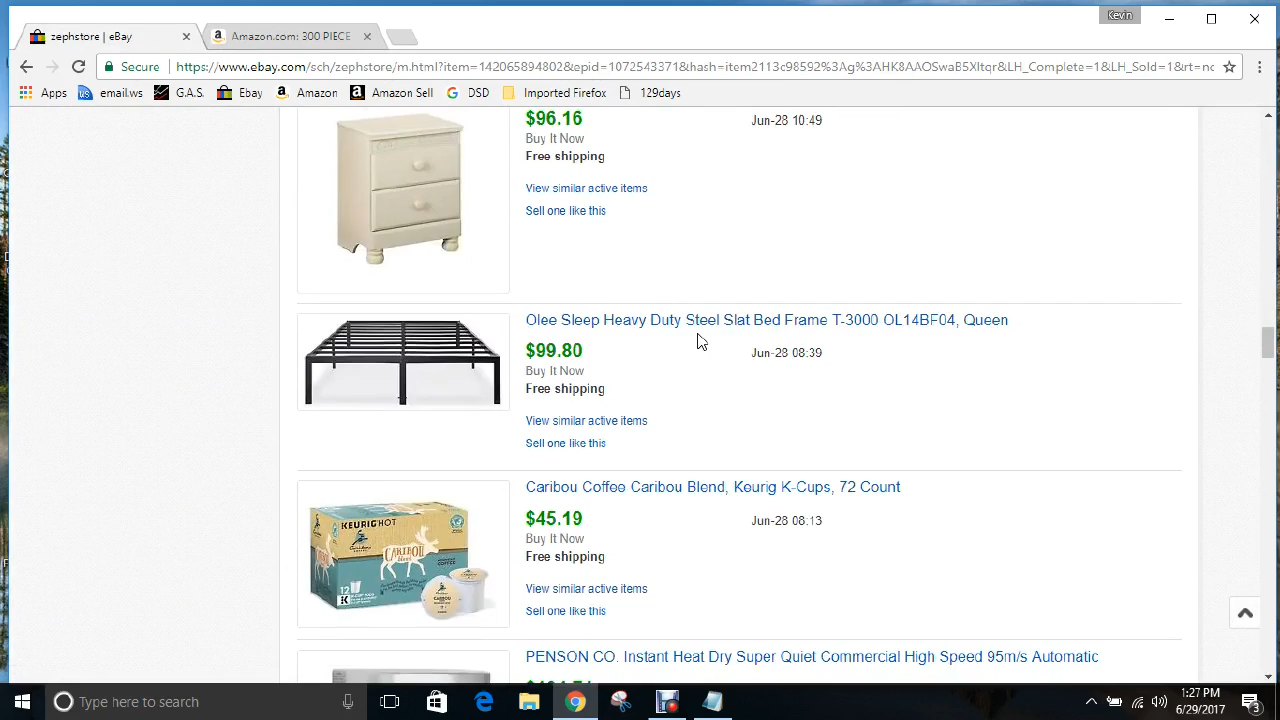 Kevin
zephstore | eBay
Amazon.com: 300 PIECE
Secure
https://www.ebay.com/sch/zephstore/m.html?item=142065894802&epid=1072543371&hash=item2113c98592%3Ag%3AHK8AAOSwaB5XItqr&LH_Complete=1&LH_Sold=1&rt=nc
Apps
email.ws
G.A.S.
Ebay
Amazon
Amazon Sell
DSD
Imported Firefox
129days
$96.16
Jun-28 10:49
Buy It Now
Free shipping
View similar active items
Sell one like this
Olee Sleep Heavy Duty Steel Slat Bed Frame T-3000 OL14BF04, Queen
$99.80
Jun-28 08:39
Buy It Now
Free shipping
View similar active items
Sell one like this
Caribou Coffee Caribou Blend, Keurig K-Cups, 72 Count
$45.19
Jun-28 08:13
Buy It Now
Free shipping
View similar active items
Sell one like this
KEURIG HOT
CARIBOU
12
PENSON CO. Instant Heat Dry Super Quiet Commercial High Speed 95m/s Automatic
Type here to search
1:27 PM
6/29/2017
3